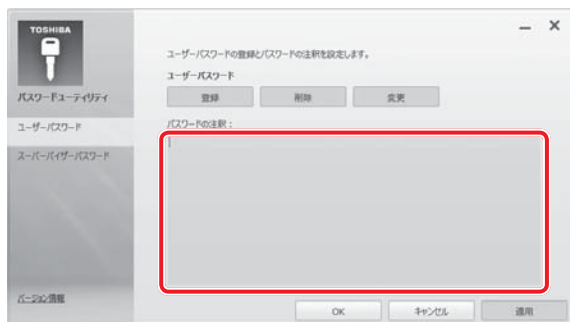 TOSHIBA
パスワードユーティリティ
ユーザーパスワード
スーパーバイザーパスワード
バージョン情報
ユーザーパスワードの登録とパスワードの注釈を設定します。
ユーザーパスワード
登録 削除 変更
パスワードの注釈：
OK キャンセル 適用